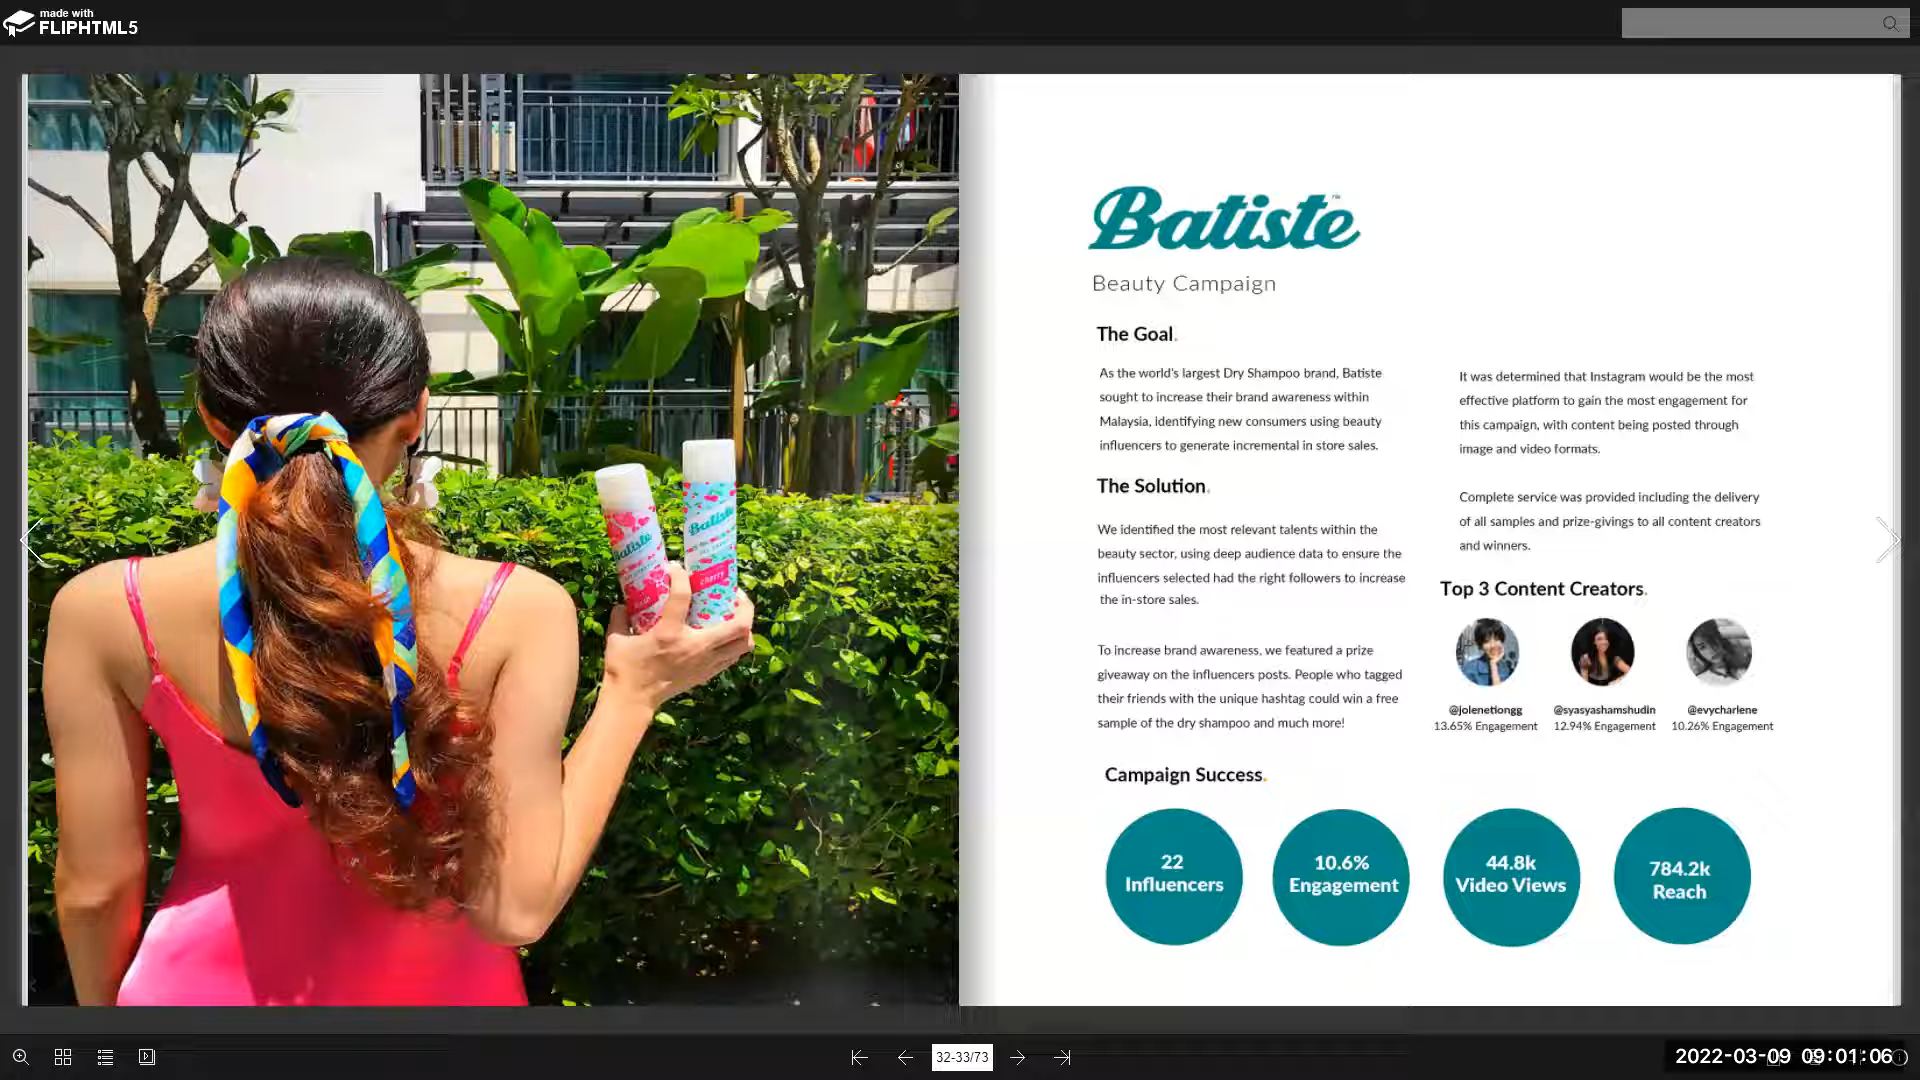 made with
FLIPHTML5
Batiste
Batiste
cherry
Batiste
Beauty Campaign
The Goal.
As the world's largest Dry Shampoo brand, Batiste
sought to increase their brand awareness within
Malaysia, identifying new consumers using beauty
influencers to generate incremental in store sales.
The Solution.
We identified the most relevant talents within the
beauty sector, using deep audience data to ensure the
influencers selected had the right followers to increase
the in-store sales.
To increase brand awareness, we featured a prize
giveaway on the influencers posts. People who tagged
their friends with the unique hashtag could win a free
sample of the dry shampoo and much more!
It was determined that Instagram would be the most
effective platform to gain the most engagement for
this campaign, with content being posted through
image and video formats.
Complete service was provided including the delivery
of all samples and prize-givings to all content creators
and winners.
Top 3 Content Creators.
@jolenetiongg
13.65% Engagement
@syasyashamshudin
12.94% Engagement
@evycharlene
10.26% Engagement
Campaign Success.
22
Influencers
10.6%
Engagement
44.8k
Video Views
784.2k
Reach
32-33/73
2022-03-09 09:01:06